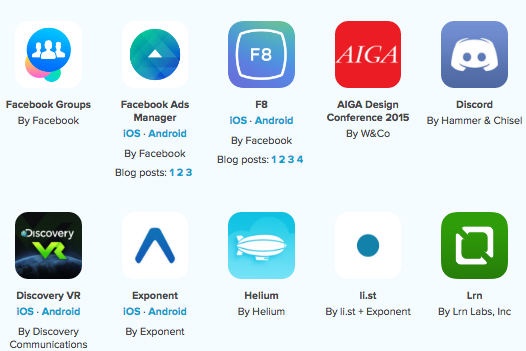 F8
AIGA
Facebook Groups
By Facebook
Facebook Ads
Manager
iOS · Android
By Facebook
Blog posts: 1 2 3
F8
iOS · Android
By Facebook
Blog posts: 1 2 3 4
AIGA Design
Conference 2015
By W&Co
Discord
By Hammer & Chisel
Discovery
VR
Discovery VR
iOS · Android
By Discovery
Communications
Exponent
iOS · Android
By Exponent
Helium
By Helium
li.st
By li.st + Exponent
Lrn
By Lrn Labs, Inc